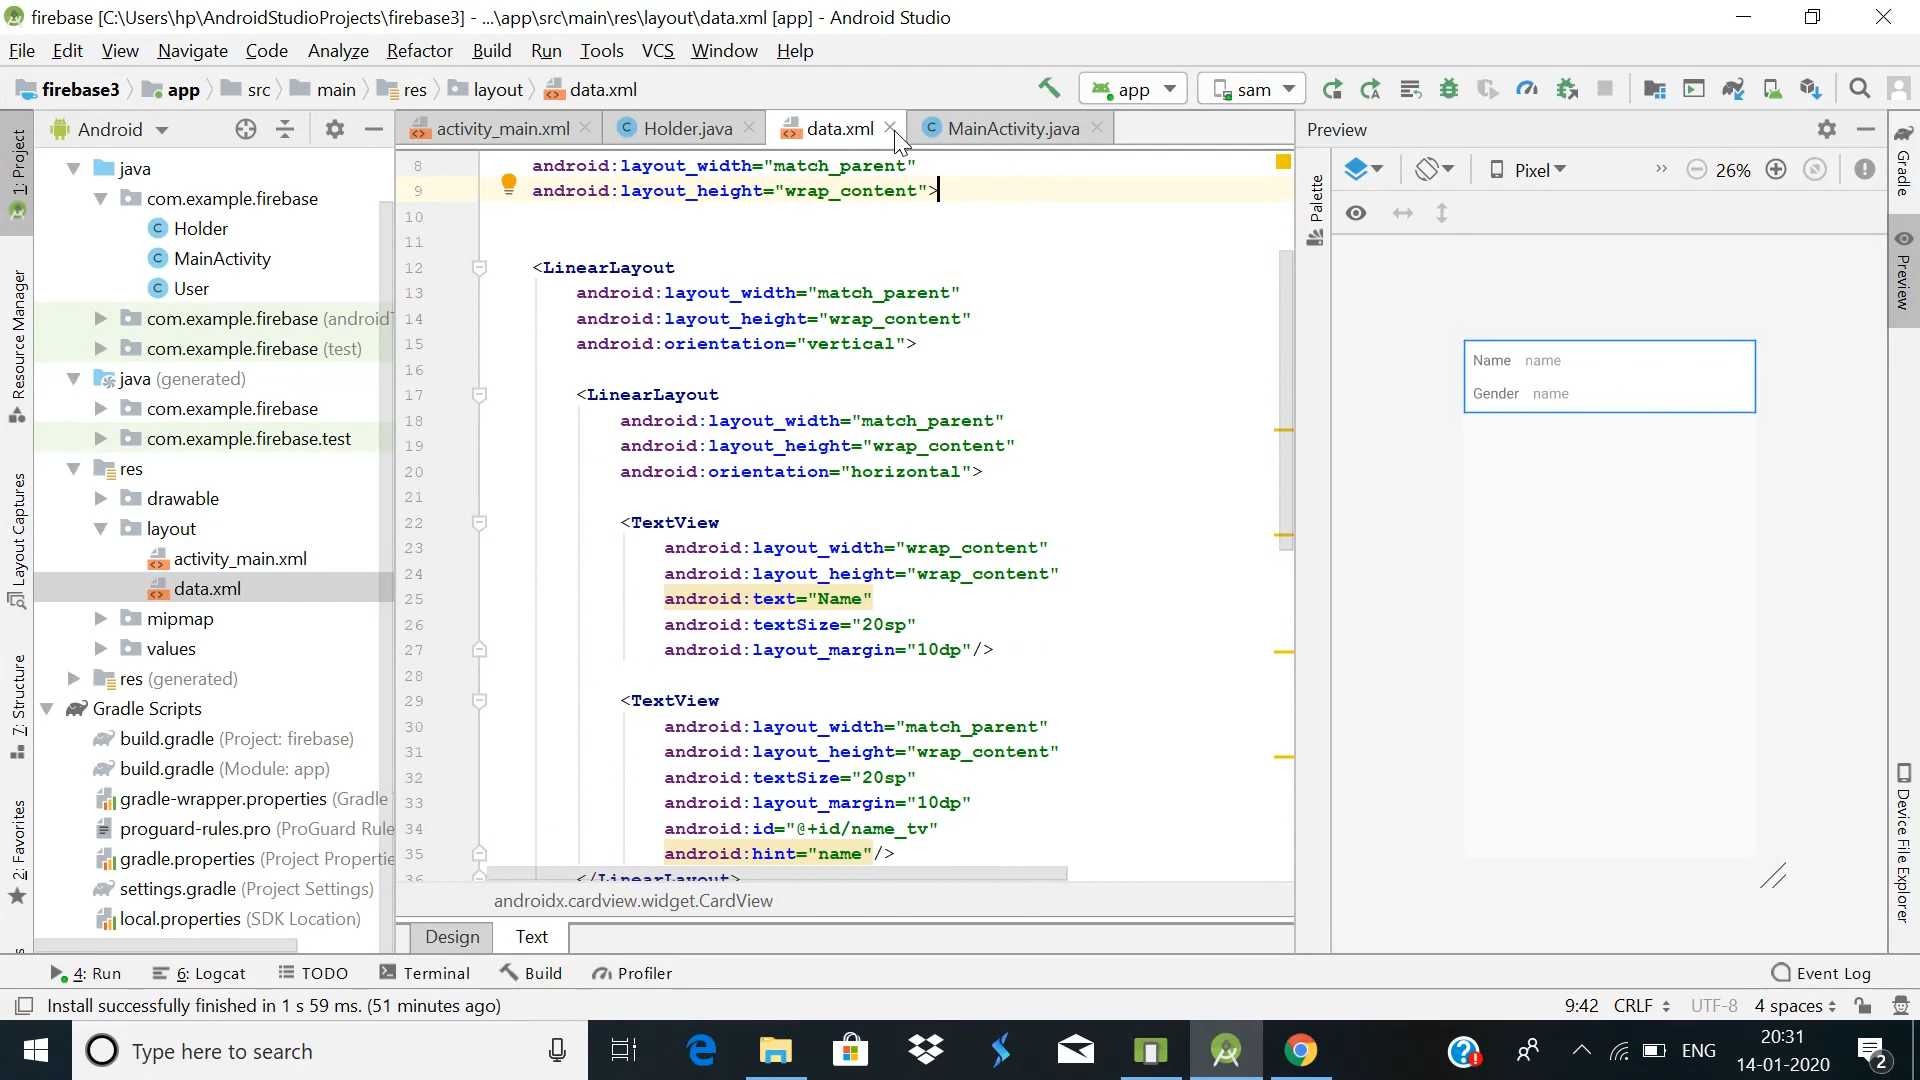 firebase [C:\Users\hp\AndroidStudioProjects\firebase3] - ...\app\src\main\res\layout\data.xml [app] - Android Studio
File Edit View Navigate Code Analyze Refactor Build Run Tools VCS Window Help
firebase3 app src main res layout data.xml app sam
Android
activity_main.xml Holder.java data.xml MainActivity.java
Preview
1: Project
Resource Manager
Layout Captures
7: Structure
2: Favorites
java
com.example.firebase
Holder
MainActivity
User
com.example.firebase (android
com.example.firebase (test)
java (generated)
com.example.firebase
com.example.firebase.test
res
drawable
layout
activity_main.xml
data.xml
mipmap
values
res (generated)
Gradle Scripts
build.gradle (Project: firebase)
build.gradle (Module: app)
gradle-wrapper.properties (Gradle
proguard-rules.pro (ProGuard Rule
gradle.properties (Project Propertie
settings.gradle (Project Settings)
local.properties (SDK Location)
8 android:layout_width="match_parent"
9 android:layout_height="wrap_content">
10
11
12 <LinearLayout
13 android:layout_width="match_parent"
14 android:layout_height="wrap_content"
15 android:orientation="vertical">
16
17 <LinearLayout
18 android:layout_width="match_parent"
19 android:layout_height="wrap_content"
20 android:orientation="horizontal">
21
22 <TextView
23 android:layout_width="wrap_content"
24 android:layout_height="wrap_content"
25 android:text="Name"
26 android:textSize="20sp"
27 android:layout_margin="10dp"/>
28
29 <TextView
30 android:layout_width="match_parent"
31 android:layout_height="wrap_content"
32 android:textSize="20sp"
33 android:layout_margin="10dp"
34 android:id="@+id/name_tv"
35 android:hint="name"/>
36 </LinearLayout>
androidx.cardview.widget.CardView
Design Text
Palette
Pixel 26%
Name name
Gender name
Gradle
Preview
Device File Explorer
4: Run 6: Logcat TODO Terminal Build Profiler Event Log
Install successfully finished in 1 s 59 ms. (51 minutes ago) 9:42 CRLF UTF-8 4 spaces
Type here to search
ENG
20:31
14-01-2020
2